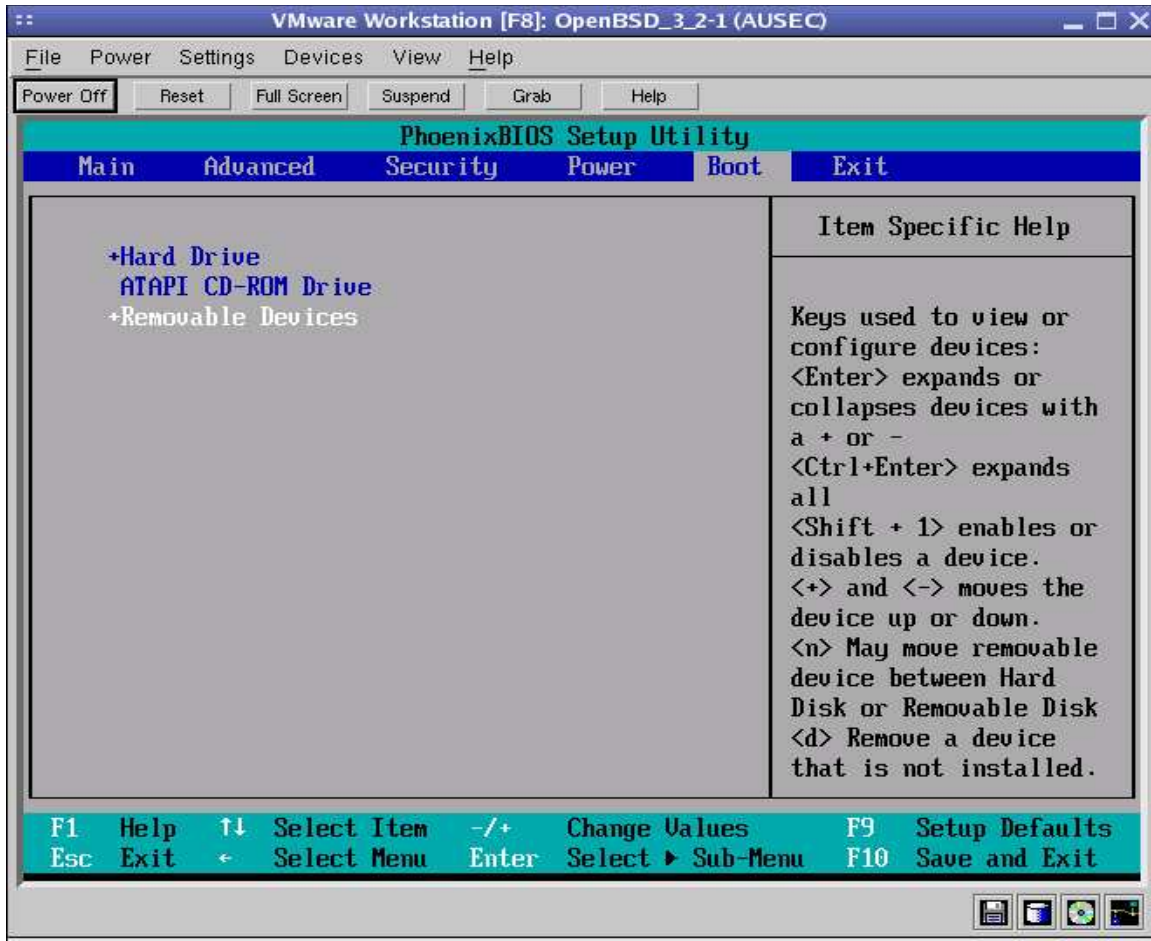 VMware Workstation [F8]: OpenBSD_3_2-1 (AUSEC)
File Power Settings Devices View Help
Power Off Reset Full Screen Suspend Grab Help
PhoenixBIOS Setup Utility
Main Advanced Security Power Boot Exit
+Hard Drive
ATAPI CD-ROM Drive
+Removable Devices
Item Specific Help
Keys used to view or
configure devices:
<Enter> expands or
collapses devices with
a + or -
<Ctrl+Enter> expands
all
<Shift + 1> enables or
disables a device.
<+> and <-> moves the
device up or down.
<n> May move removable
device between Hard
Disk or Removable Disk
<d> Remove a device
that is not installed.
F1 Help ↑↓ Select Item -/+ Change Values F9 Setup Defaults
Esc Exit ← Select Menu Enter Select ▶ Sub-Menu F10 Save and Exit